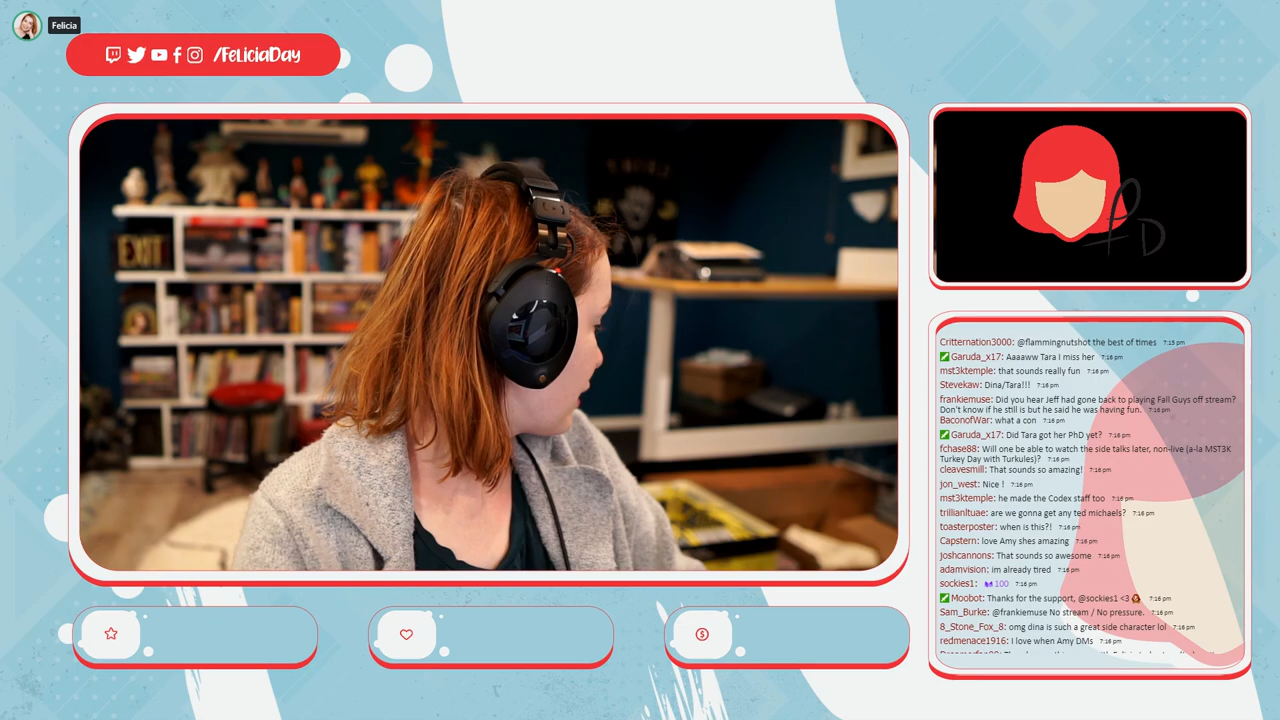 Felicia
/FeliciaDay
EXIT
FD
Critternation3000: @flammingnutshot the best of times 7:15 pm
Garuda_x17: Aaaaww Tara I miss her 7:16 pm
mst3ktemple: that sounds really fun 7:16 pm
Stevekaw: Dina/Tara!!! 7:16 pm
frankiemuse: Did you hear Jeff had gone back to playing Fall Guys off stream?
Don't know if he still is but he said he was having fun. 7:16 pm
BaconofWar: what a con 7:16 pm
Garuda_x17: Did Tara got her PhD yet? 7:16 pm
fchase88: Will one be able to watch the side talks later, non-live (a-la MST3K
Turkey Day with Turkules)? 7:16 pm
cleavesmill: That sounds so amazing! 7:16 pm
jon_west: Nice ! 7:16 pm
mst3ktemple: he made the Codex staff too 7:16 pm
trillianltuae: are we gonna get any ted michaels? 7:16 pm
toasterposter: when is this?! 7:16 pm
Capstern: love Amy shes amazing 7:16 pm
joshcannons: That sounds so awesome 7:16 pm
adamvision: im already tired 7:16 pm
sockies1: 100 7:16 pm
Moobot: Thanks for the support, @sockies1 <3 7:16 pm
Sam_Burke: @frankiemuse No stream / No pressure. 7:16 pm
8_Stone_Fox_8: omg dina is such a great side character lol 7:16 pm
redmenace1916: I love when Amy DMs 7:16 pm